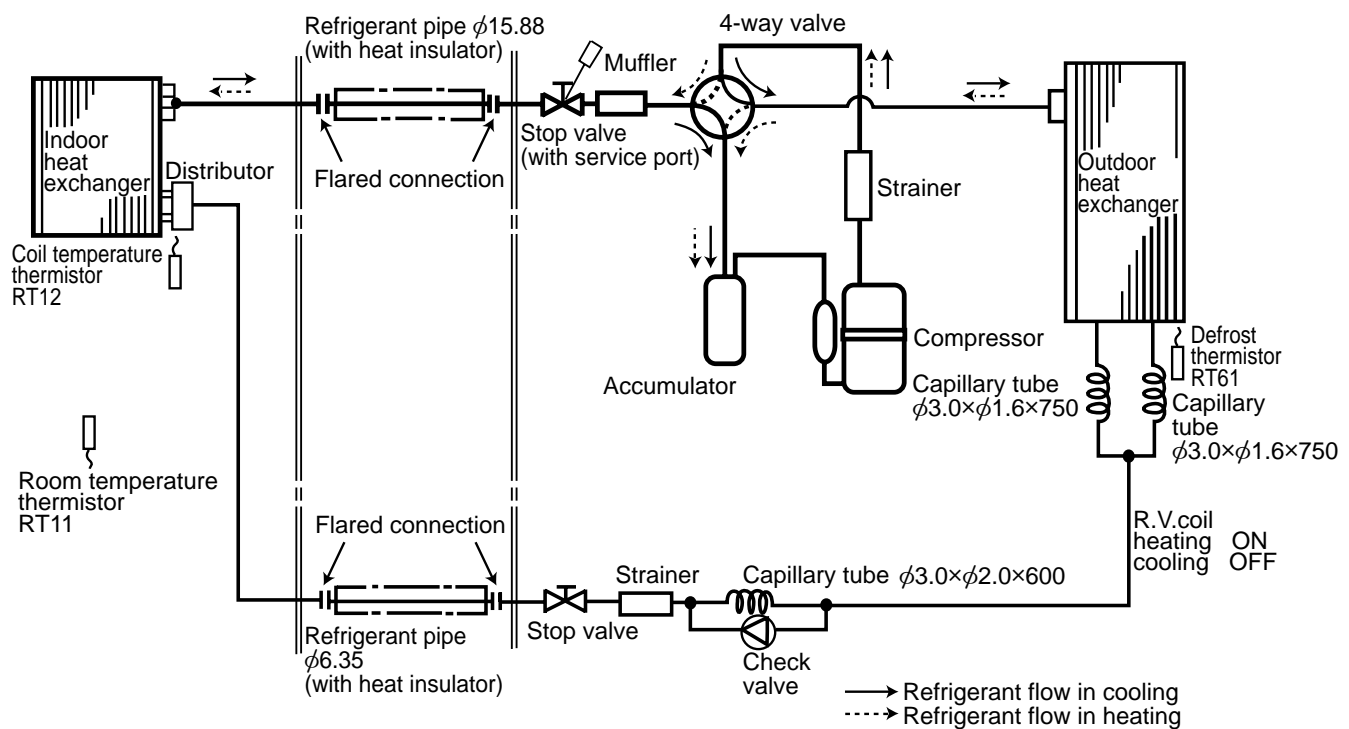 Refrigerant pipe ϕ15.88
(with heat insulator)
4-way valve
Muffler
Stop valve
(with service port)
Indoor
heat
exchanger
Distributor
Flared connection
Outdoor
heat
exchanger
Strainer
Coil temperature
thermistor
RT12
Compressor
Accumulator
Capillary tube
ϕ3.0×ϕ1.6×750
Defrost
thermistor
RT61
Capillary
tube
ϕ3.0×ϕ1.6×750
Room temperature
thermistor
RT11
Flared connection
R.V.coil
heating ON
cooling OFF
Strainer
Capillary tube ϕ3.0×ϕ2.0×600
Stop valve
Refrigerant pipe
ϕ6.35
(with heat insulator)
Check
valve
Refrigerant flow in cooling
Refrigerant flow in heating